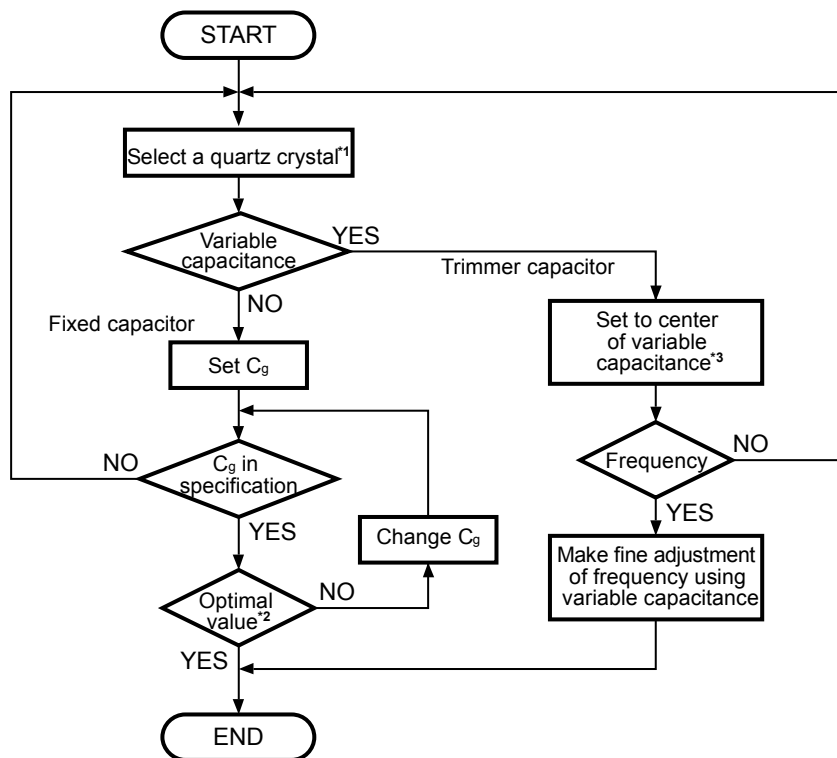 START
Select a quartz crystal*1
Variable
capacitance
YES
Trimmer capacitor
NO
Fixed capacitor
Set Cg
Set to center
of variable
capacitance*3
NO
Cg in
specification
YES
Frequency
NO
YES
Change Cg
Make fine adjustment
of frequency using
variable capacitance
Optimal
value*2
NO
YES
END